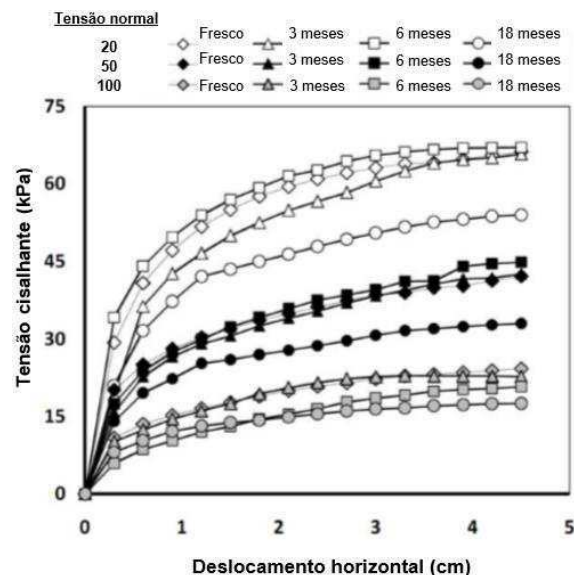 Tensão normal
20 Fresco 3 meses 6 meses 18 meses
50 Fresco 3 meses 6 meses 18 meses
100 Fresco 3 meses 6 meses 18 meses
75
60
45
30
15
0
Tensão cisalhante (kPa)
0 1 2 3 4 5
Deslocamento horizontal (cm)